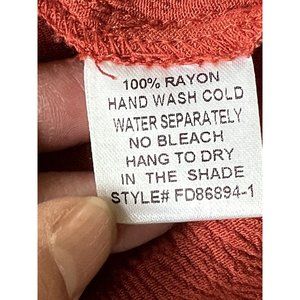 100% RAYON
HAND WASH COLD
WATER SEPARATELY
NO BLEACH
HANG TO DRY
IN THE SHADE
STYLE# FD86894-1